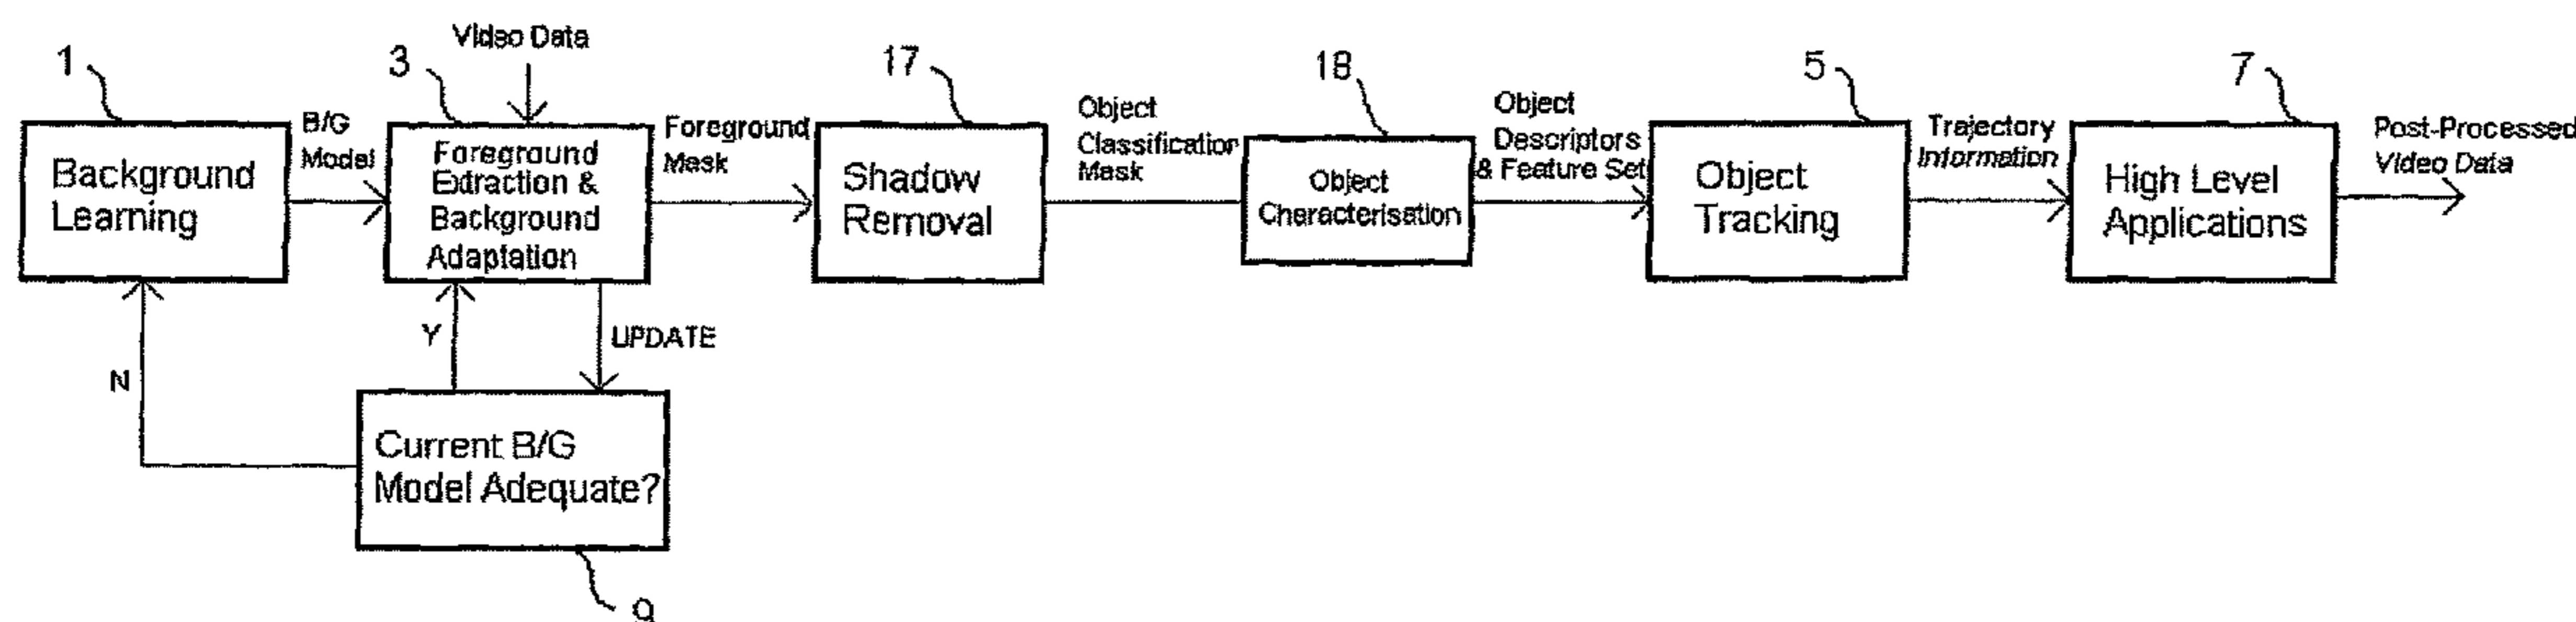 Video Data
1
3
17
18
5
7
B/G
Model
Foreground
Mask
Object
Classification
Mask
Object
Descriptors
& Feature Set
Trajectory
Information
Post-Processed
Video Data
Background
Learning
Foreground
Extraction &
Background
Adaptation
Shadow
Removal
Object
Characterisation
Object
Tracking
High Level
Applications
N
Y
UPDATE
Current B/G
Model Adequate?
9